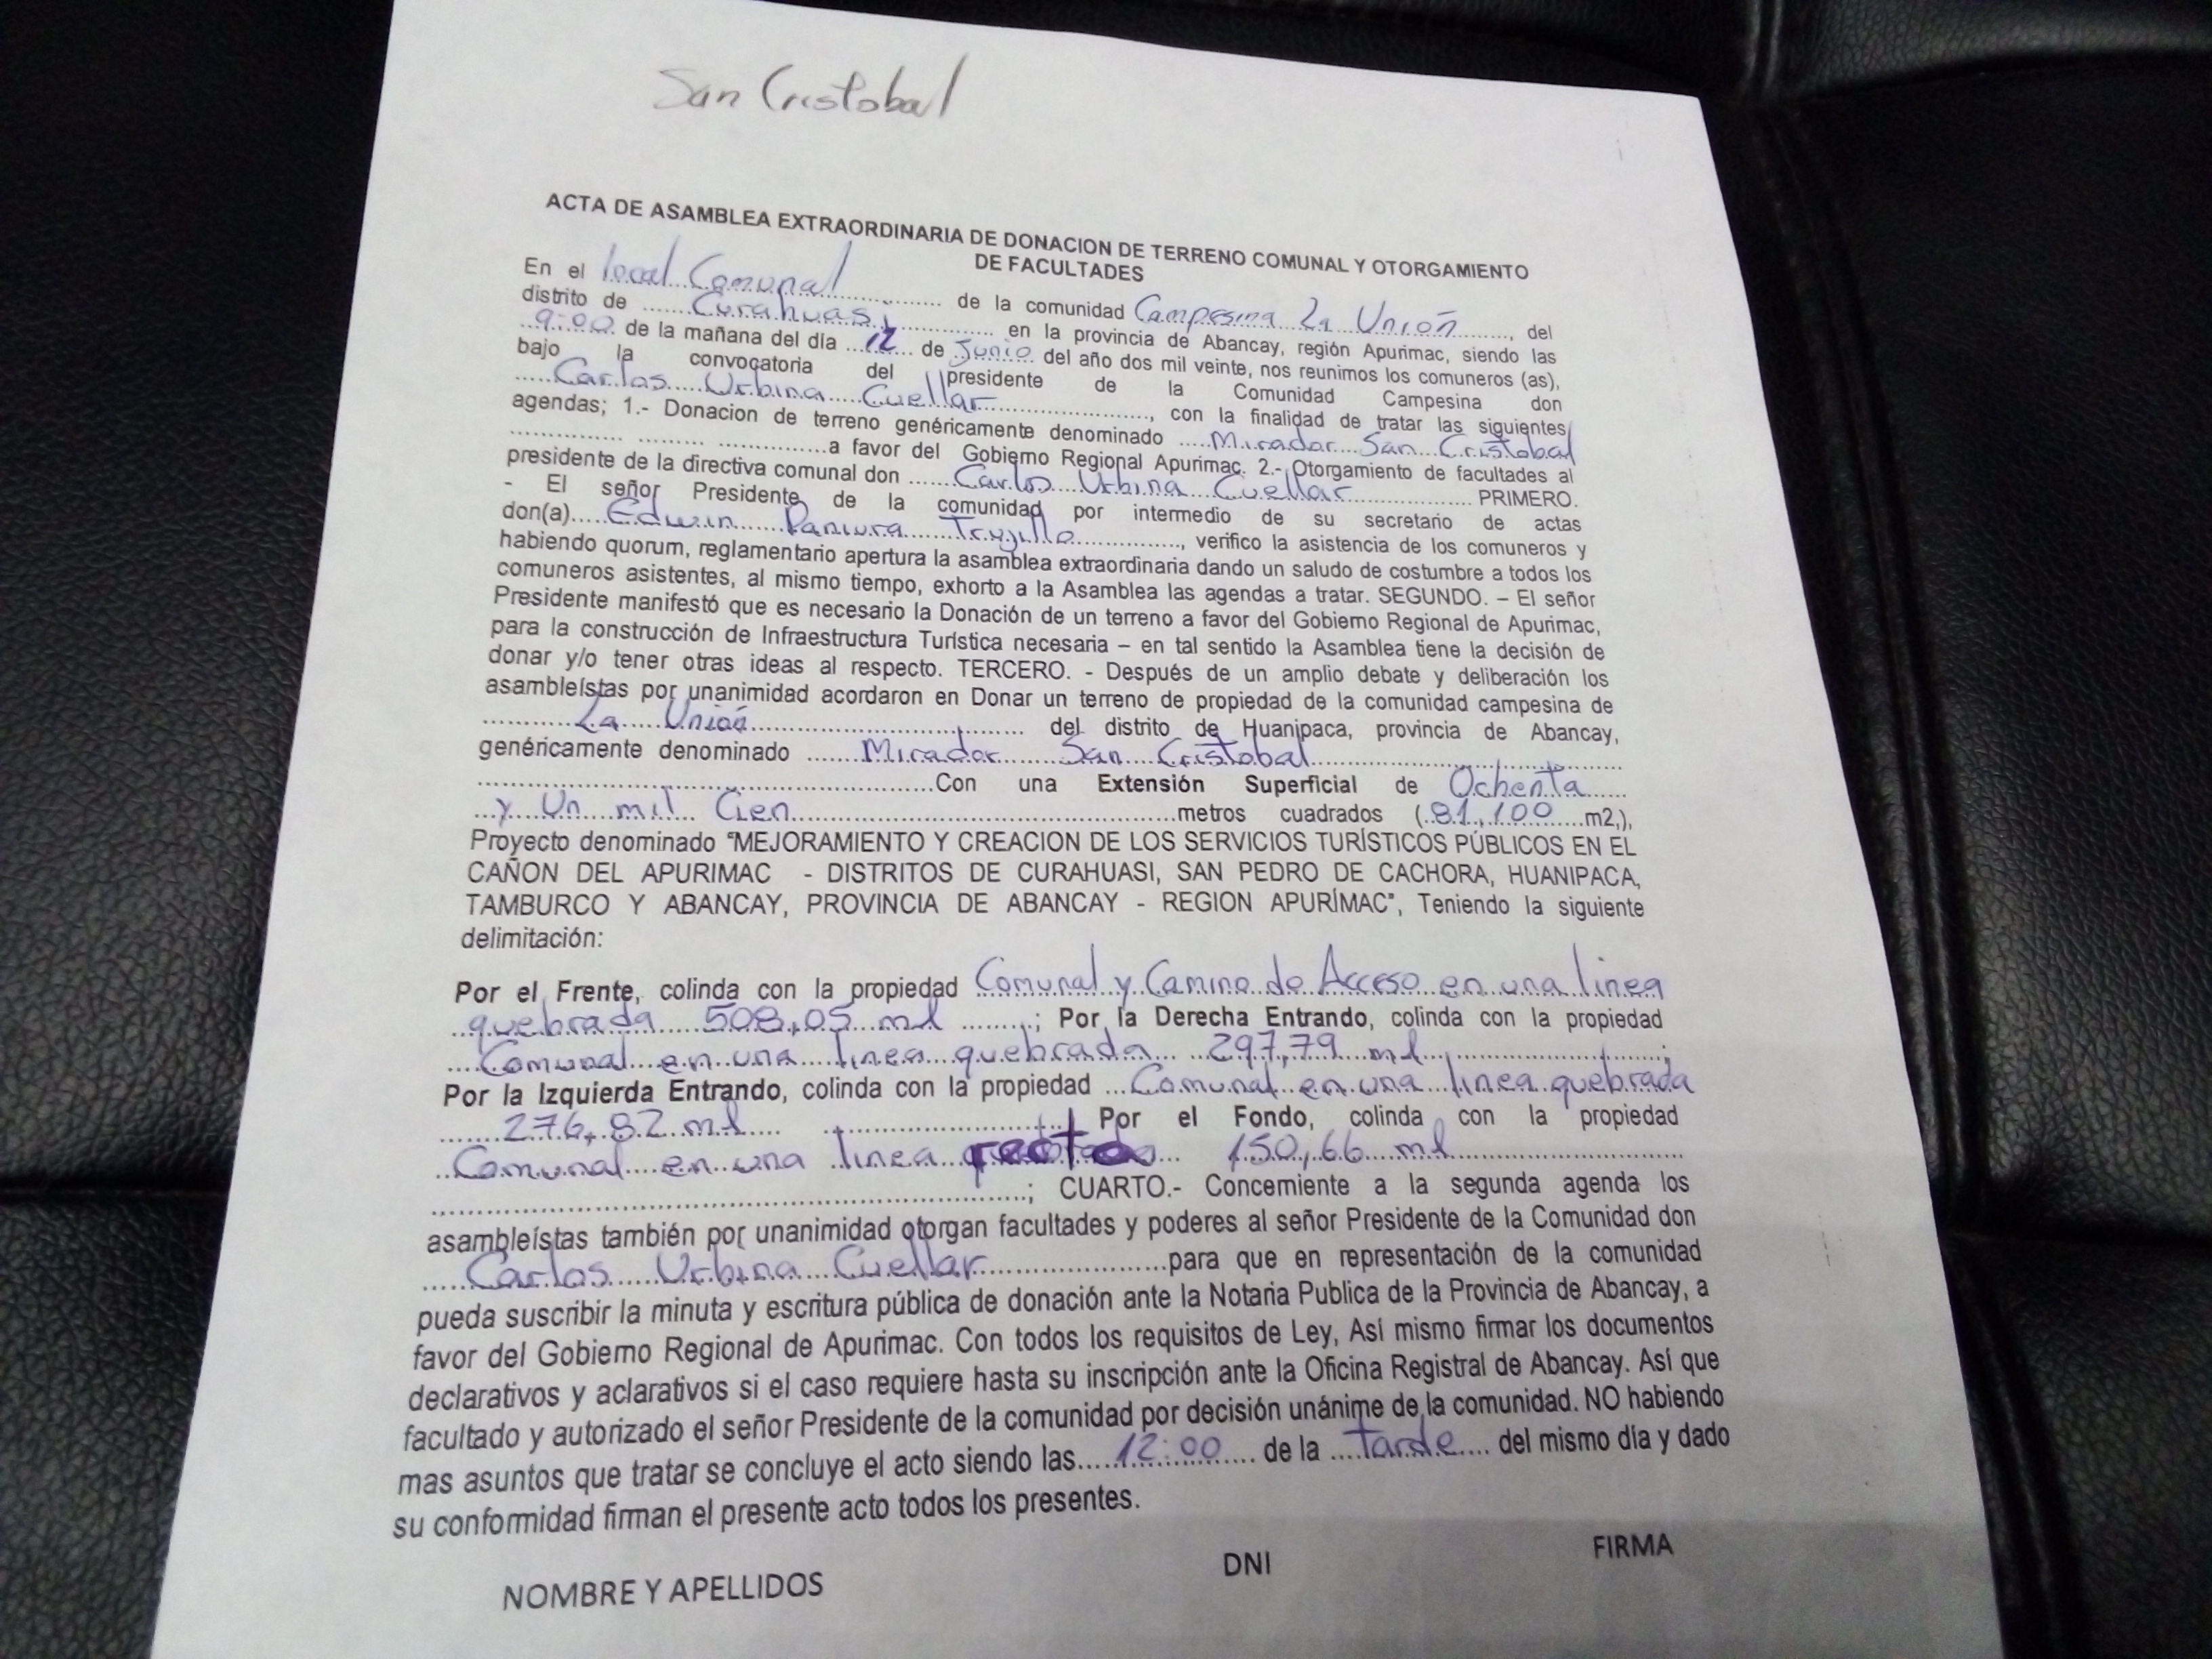 San Cristobal
ACTA DE ASAMBLEA EXTRAORDINARIA DE DONACION DE TERRENO COMUNAL Y OTORGAMIENTO
DE FACULTADES
En el local Comunal ........................ de la comunidad Campesina La Unión ........, del
distrito de ....... Curahuasi ................ en la provincia de Abancay, región Apurimac, siendo las
..9:00.. de la mañana del día ...12... de Junio del año dos mil veinte, nos reunimos los comuneros (as),
bajo la convocatoria del presidente de la Comunidad Campesina don
.....Carlos.....Urbina.....Cuellar......................., con la finalidad de tratar las siguientes
agendas; 1.- Donacion de terreno genéricamente denominado .....Mirador...San...Cristobal
............... ......... ..............a favor del Gobierno Regional Apurimac. 2.- Otorgamiento de facultades al
presidente de la directiva comunal don ......Carlos....Urbina...Cuellar................ PRIMERO.
- El señor Presidente de la comunidad por intermedio de su secretario de actas
don(a)....Edwin.......Paniura.......Trujillo..............., verifico la asistencia de los comuneros y
habiendo quorum, reglamentario apertura la asamblea extraordinaria dando un saludo de costumbre a todos los
comuneros asistentes, al mismo tiempo, exhorto a la Asamblea las agendas a tratar. SEGUNDO. – El señor
Presidente manifestó que es necesario la Donación de un terreno a favor del Gobierno Regional de Apurimac,
para la construcción de Infraestructura Turística necesaria – en tal sentido la Asamblea tiene la decisión de
donar y/o tener otras ideas al respecto. TERCERO. - Después de un amplio debate y deliberación los
asambleístas por unanimidad acordaron en Donar un terreno de propiedad de la comunidad campesina de
............La.....Unión....................................... del distrito de Huanipaca, provincia de Abancay,
genéricamente denominado ......Mirador.......San....Cristobal......................................
.......................................................Con una Extensión Superficial de Ochenta.....
...y Un mil Cien................................................metros cuadrados (.81,100...m2,),
Proyecto denominado “MEJORAMIENTO Y CREACION DE LOS SERVICIOS TURÍSTICOS PÚBLICOS EN EL
CAÑON DEL APURIMAC - DISTRITOS DE CURAHUASI, SAN PEDRO DE CACHORA, HUANIPACA,
TAMBURCO Y ABANCAY, PROVINCIA DE ABANCAY - REGION APURÍMAC”, Teniendo la siguiente
delimitación:
Por el Frente, colinda con la propiedad Comunal y Camino de Acceso en una linea
..quebrada.....508,05 ml ........; Por la Derecha Entrando, colinda con la propiedad
....Comunal...en...una...linea...quebrada... ..297,79...ml.........................;
Por la Izquierda Entrando, colinda con la propiedad ...Comunal..en..una..linea quebrada
.......276,82 ml.... ........................... Por el Fondo, colinda con la propiedad
..Comunal....en...una linea recta... 150,66 ml............................
.......................................................; CUARTO.- Concerniente a la segunda agenda los
asambleístas también por unanimidad otorgan facultades y poderes al señor Presidente de la Comunidad don
.....Carlos......Urbina...Cuellar.....................para que en representación de la comunidad
pueda suscribir la minuta y escritura pública de donación ante la Notaria Publica de la Provincia de Abancay, a
favor del Gobierno Regional de Apurimac. Con todos los requisitos de Ley, Así mismo firmar los documentos
declarativos y aclarativos si el caso requiere hasta su inscripción ante la Oficina Registral de Abancay. Así que
facultado y autorizado el señor Presidente de la comunidad por decisión unánime de la comunidad. NO habiendo
mas asuntos que tratar se concluye el acto siendo las.....12:00.... de la ....tarde.... del mismo día y dado
su conformidad firman el presente acto todos los presentes.
NOMBRE Y APELLIDOS DNI FIRMA